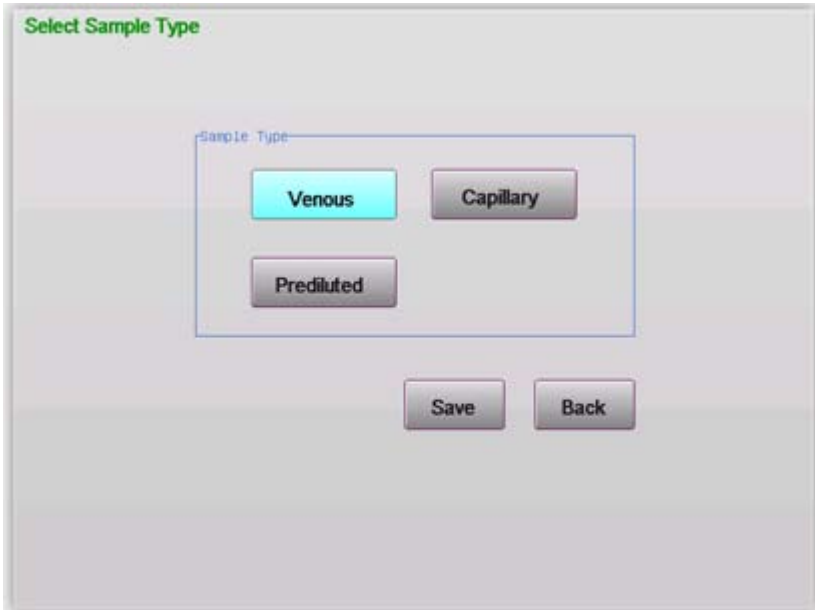 Select Sample Type
Sample Type
Venous Capillary
Prediluted
Save Back